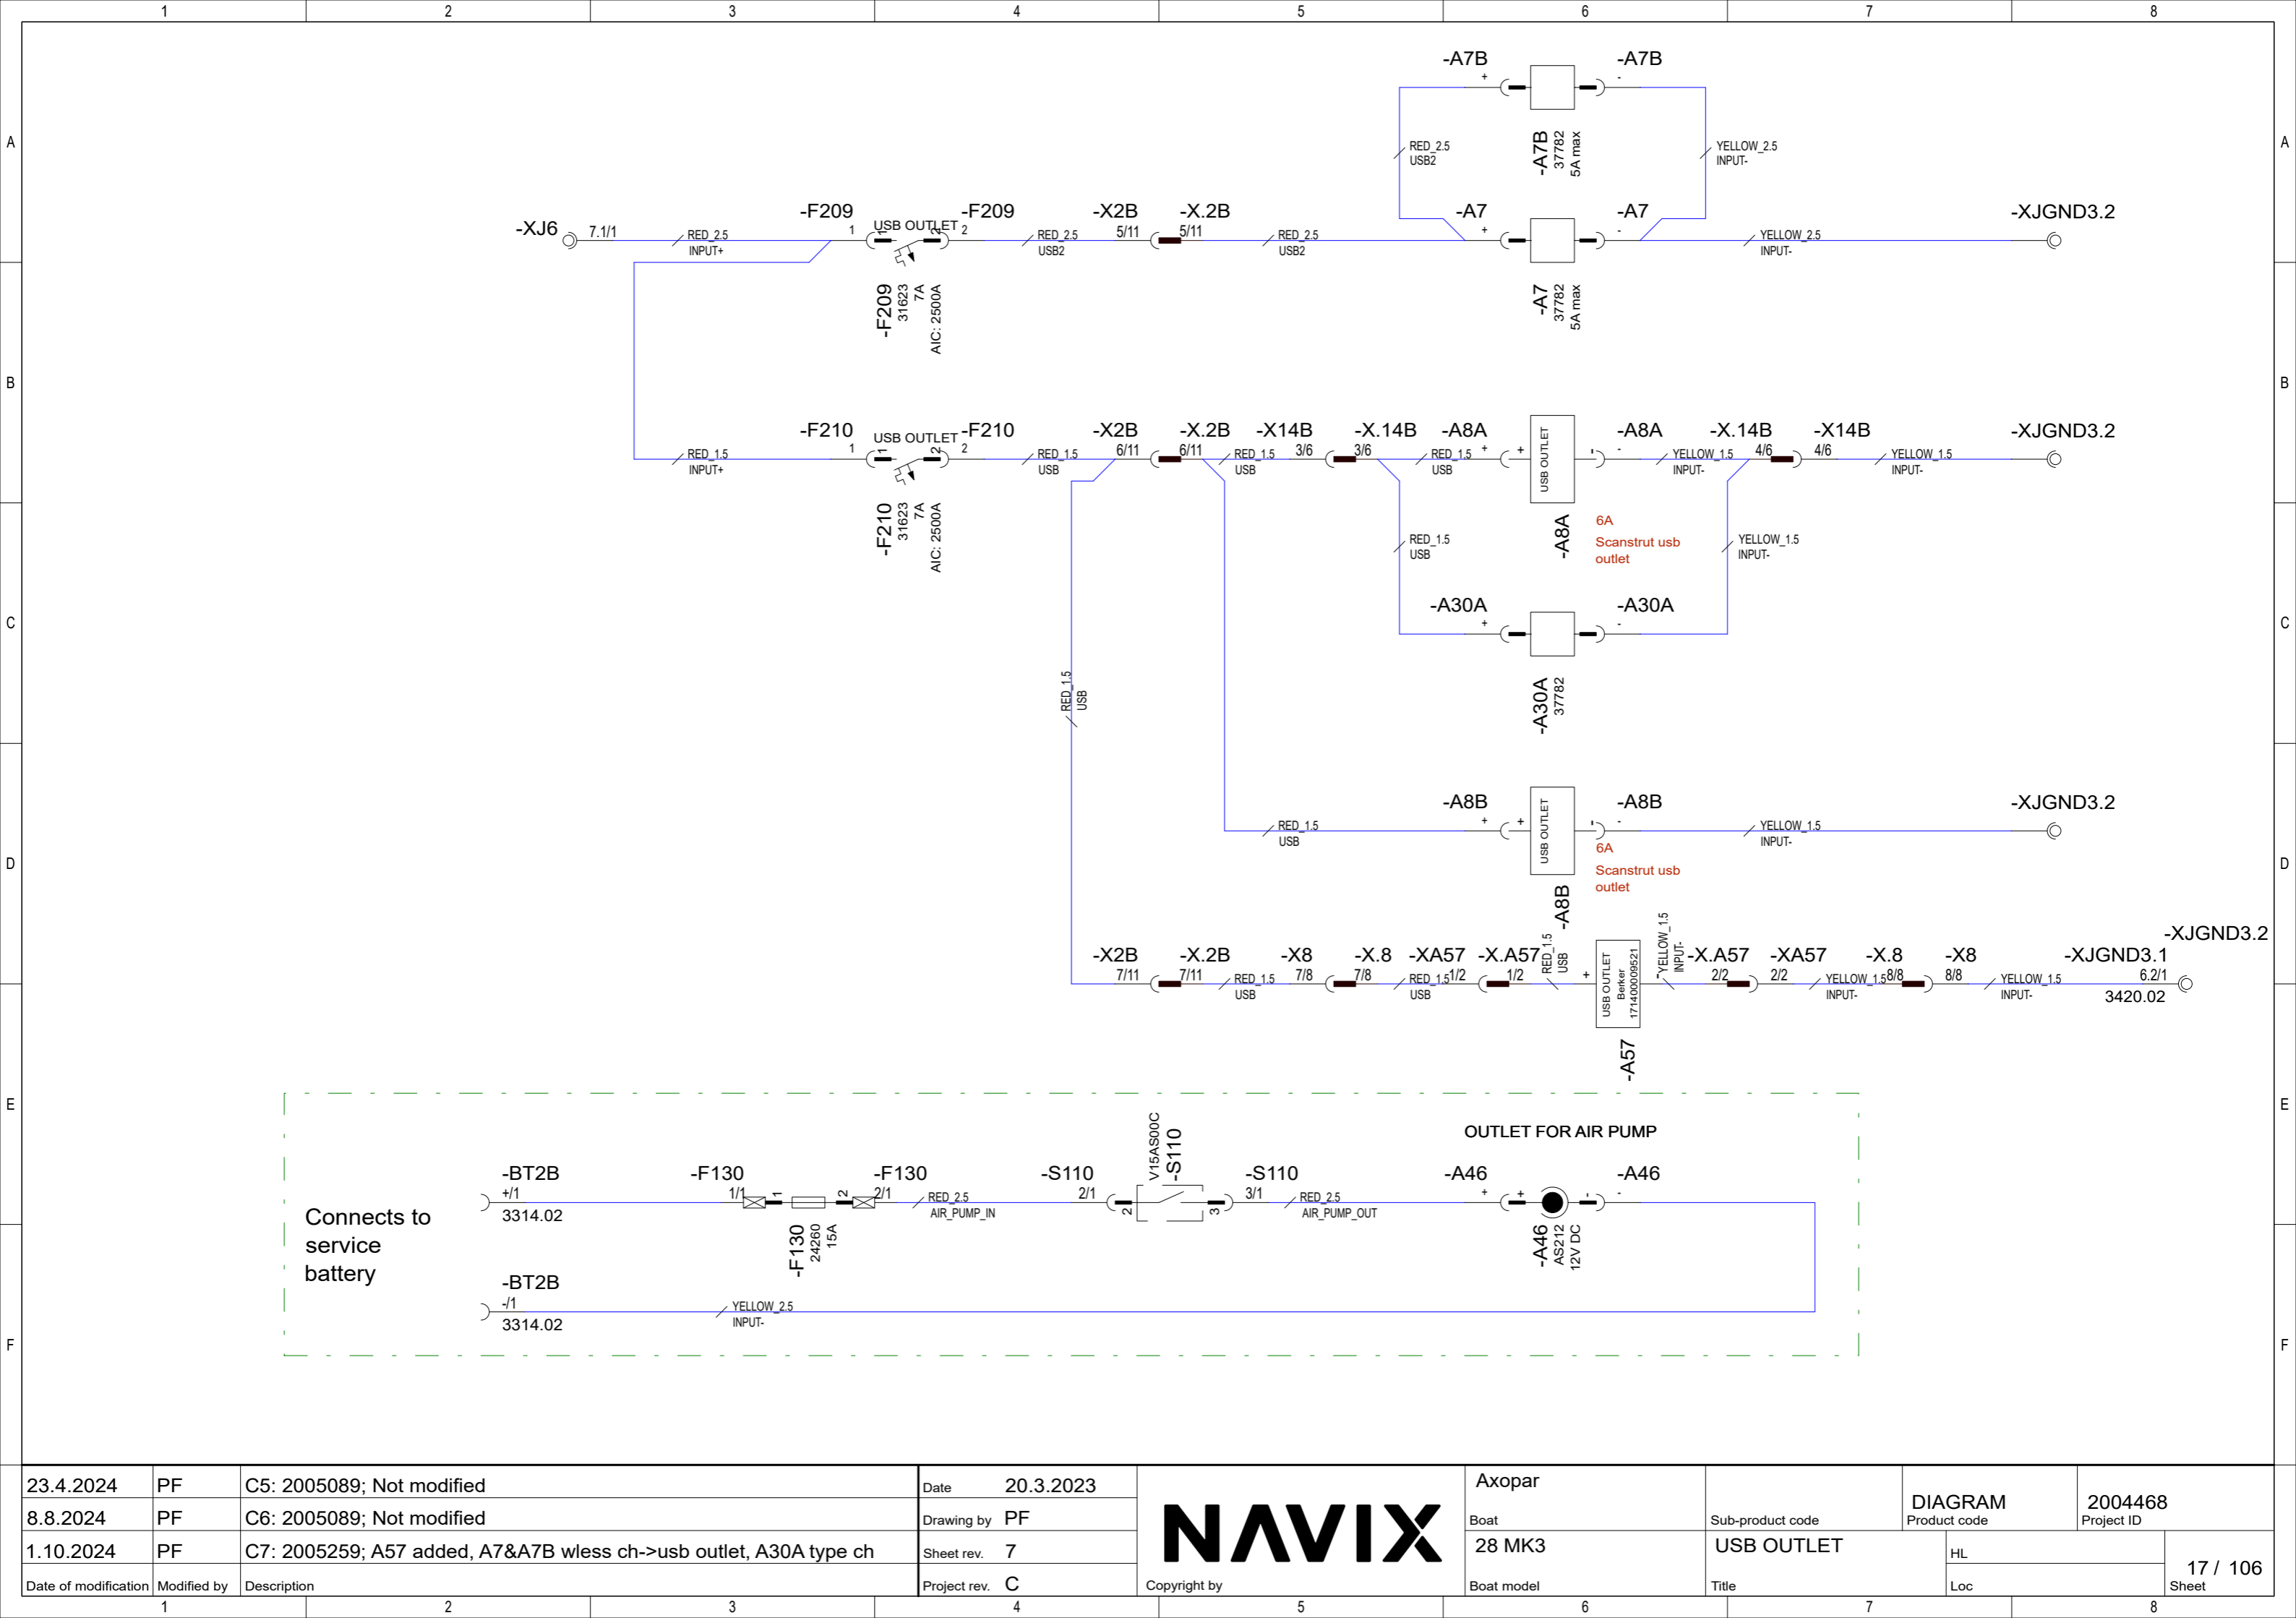 1 2 3 4 5 6 7 8
A A
B B
C C
D D
E E
F F
-A7B -A7B
+ -
-A7B
37782
5A max
RED_2.5
USB2
YELLOW_2.5
INPUT-
-XJ6
7.1/1
RED_2.5
INPUT+
-F209 -F209
USB OUTLET
1 1 2 2
-F209
31623
7A
AIC: 2500A
RED_2.5
USB2
-X2B -X.2B
5/11 5/11
RED_2.5
USB2
-A7 -A7
+ -
-A7
37782
5A max
YELLOW_2.5
INPUT-
-XJGND3.2
RED_1.5
INPUT+
-F210 -F210
USB OUTLET
1 1 2 2
-F210
31623
7A
AIC: 2500A
RED_1.5
USB
-X2B -X.2B
6/11 6/11
RED_1.5
USB
-X14B -X.14B
3/6 3/6
RED_1.5
USB
-A8A -A8A
+ + - -
USB OUTLET
-A8A
6A
Scanstrut usb
outlet
YELLOW_1.5
INPUT-
-X.14B -X14B
4/6 4/6
YELLOW_1.5
INPUT-
-XJGND3.2
RED_1.5
USB
YELLOW_1.5
INPUT-
-A30A -A30A
+ -
-A30A
37782
RED_1.5
USB
RED_1.5
USB
-A8B -A8B
+ + - -
USB OUTLET
-A8B
6A
Scanstrut usb
outlet
YELLOW_1.5
INPUT-
-XJGND3.2
-X2B -X.2B
7/11 7/11
RED_1.5
USB
-X8 -X.8
7/8 7/8
RED_1.5
USB
-XA57 -X.A57
1/2 1/2
RED_1.5
USB
+ -
USB OUTLET
Berker
17140009521
-A57
YELLOW_1.5
INPUT-
-X.A57 -XA57
2/2 2/2
YELLOW_1.5
INPUT-
-X.8 -X8
8/8 8/8
YELLOW_1.5
INPUT-
-XJGND3.1
6.2/1
3420.02
-XJGND3.2
OUTLET FOR AIR PUMP
Connects to
service
battery
-BT2B
+/1
3314.02
-F130 -F130
1/1 1 2 2/1
-F130
24260
15A
RED_2.5
AIR_PUMP_IN
-S110 -S110
2/1 2 3 3/1
V15AS00C
-S110
RED_2.5
AIR_PUMP_OUT
-A46 -A46
+ + - -
-A46
AS212
12V DC
-BT2B
-/1
3314.02
YELLOW_2.5
INPUT-
23.4.2024 PF C5: 2005089; Not modified
8.8.2024 PF C6: 2005089; Not modified
1.10.2024 PF C7: 2005259; A57 added, A7&A7B wless ch->usb outlet, A30A type ch
Date of modification Modified by Description
Date 20.3.2023
Drawing by PF
Sheet rev. 7
Project rev. C
NAVIX
Copyright by
Axopar
Boat
28 MK3
Boat model
Sub-product code
DIAGRAM
Product code
2004468
Project ID
USB OUTLET
Title
HL
Loc
17 / 106
Sheet
1 2 3 4 5 6 7 8